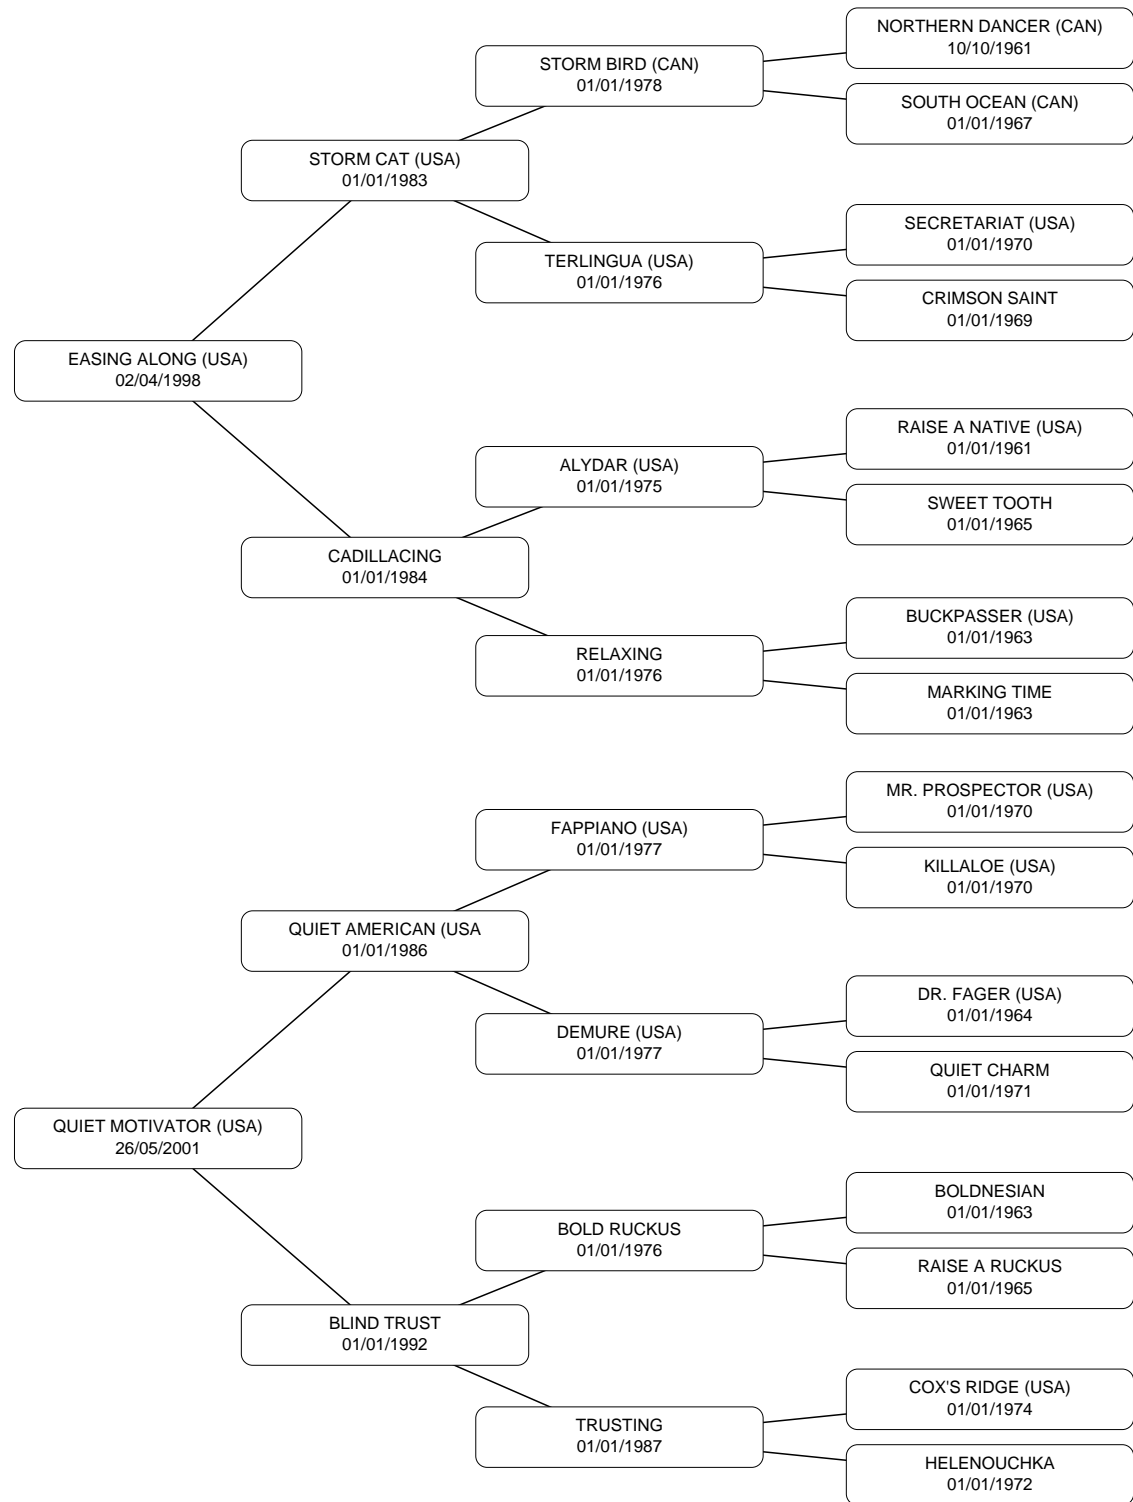 NORTHERN DANCER (CAN)
10/10/1961
STORM BIRD (CAN)
01/01/1978
SOUTH OCEAN (CAN)
01/01/1967
STORM CAT (USA)
01/01/1983
SECRETARIAT (USA)
01/01/1970
TERLINGUA (USA)
01/01/1976
CRIMSON SAINT
01/01/1969
EASING ALONG (USA)
02/04/1998
RAISE A NATIVE (USA)
01/01/1961
ALYDAR (USA)
01/01/1975
SWEET TOOTH
01/01/1965
CADILLACING
01/01/1984
BUCKPASSER (USA)
01/01/1963
RELAXING
01/01/1976
MARKING TIME
01/01/1963
MR. PROSPECTOR (USA)
01/01/1970
FAPPIANO (USA)
01/01/1977
KILLALOE (USA)
01/01/1970
QUIET AMERICAN (USA
01/01/1986
DR. FAGER (USA)
01/01/1964
DEMURE (USA)
01/01/1977
QUIET CHARM
01/01/1971
QUIET MOTIVATOR (USA)
26/05/2001
BOLDNESIAN
01/01/1963
BOLD RUCKUS
01/01/1976
RAISE A RUCKUS
01/01/1965
BLIND TRUST
01/01/1992
COX'S RIDGE (USA)
01/01/1974
TRUSTING
01/01/1987
HELENOUCHKA
01/01/1972